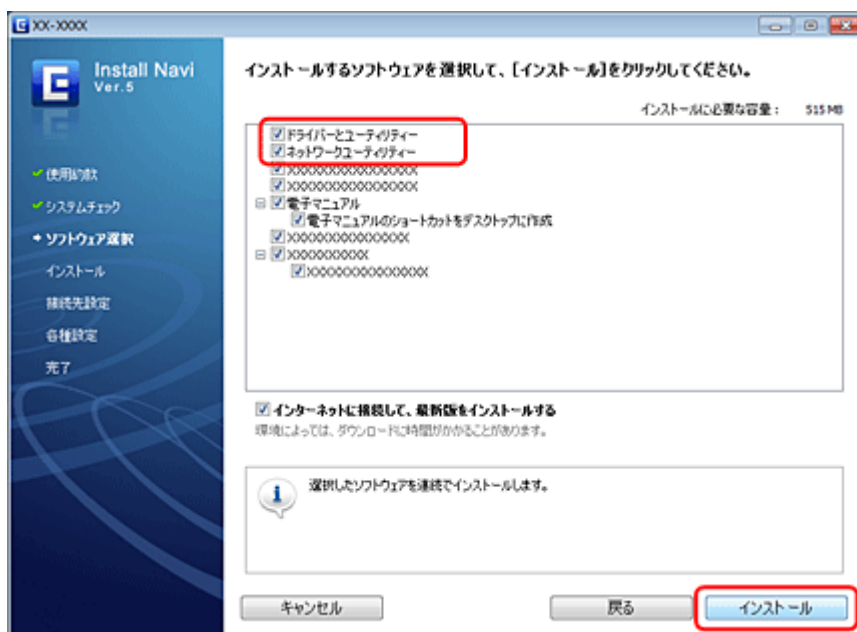 XX-XXXX
Install Navi
Ver.5
使用約款
システムチェック
ソフトウェア選択
インストール
接続先設定
各種設定
完了
インストールするソフトウェアを選択して、[インストール]をクリックしてください。
インストールに必要な容量： 515 MB
ドライバーとユーティリティー
ネットワークユーティリティー
XXXXXXXXXXXXXXXXX
XXXXXXXXXXXXXXXXX
電子マニュアル
電子マニュアルのショートカットをデスクトップに作成
XXXXXXXXXXXXXXXX
XXXXXXXXXXX
XXXXXXXXXXXXXXXX
インターネットに接続して、最新版をインストールする
環境によっては、ダウンロードに時間がかかることがあります。
選択したソフトウェアを連続でインストールします。
キャンセル
戻る
インストール